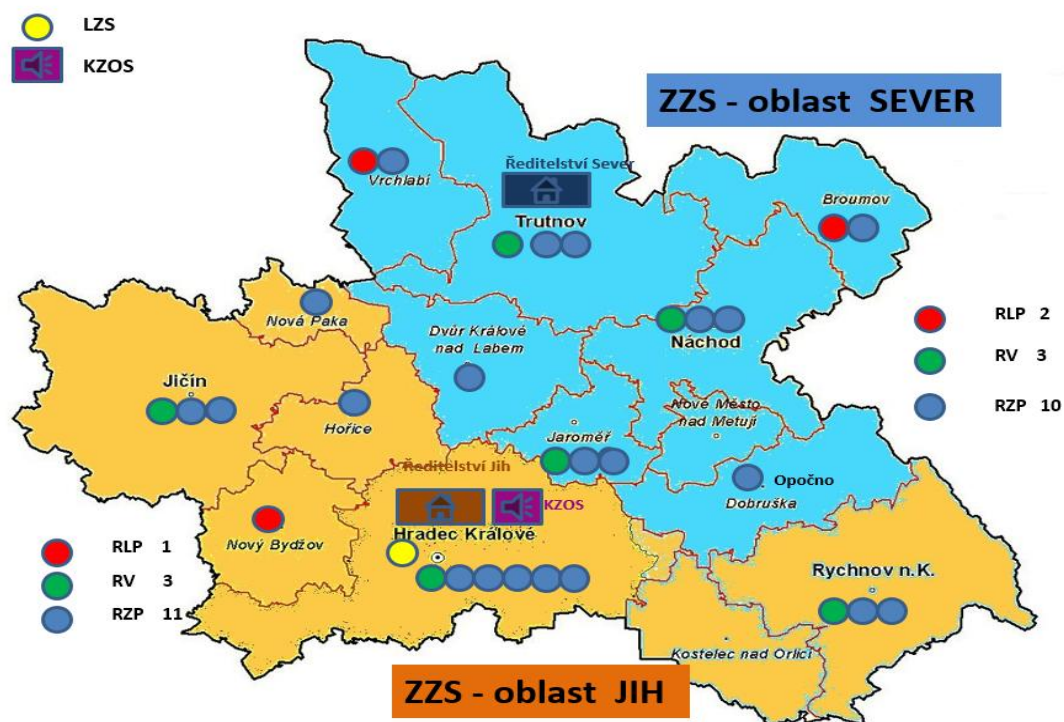 LZS
KZOS
ZZS - oblast SEVER
Ředitelství Sever
Vrchlabí
Broumov
Trutnov
Nová Paka
Dvůr Králové
nad Labem
Náchod
RLP 2
RV 3
RZP 10
Jičín
Hořice
Nové Město
nad Metují
Jaroměř
Ředitelství Jih
Opočno
Dobruška
KZOS
Hradec Králové
Nový Bydžov
RLP 1
RV 3
RZP 11
Rychnov n.K.
Kostelec nad Orlicí
ZZS - oblast JIH